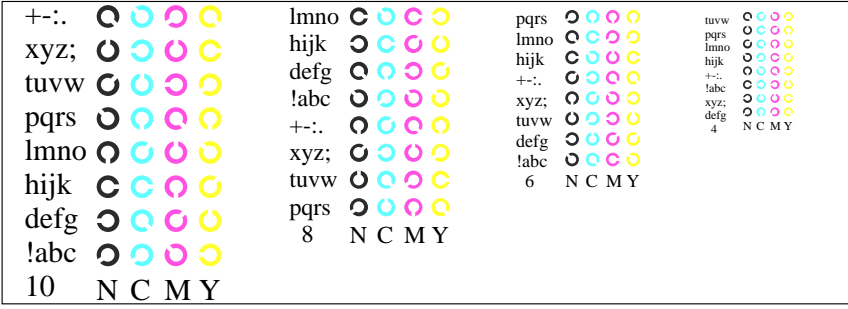 +-:.
xyz;
tuvw
pqrs
lmno
hijk
defg
!abc
10 N C M Y
lmno
hijk
defg
!abc
+-:.
xyz;
tuvw
pqrs
8 N C M Y
pqrs
lmno
hijk
+-:.
xyz;
tuvw
defg
!abc
6 N C M Y
tuvw
pqrs
lmno
hijk
+-:.
!abc
xyz;
defg
4 N C M Y